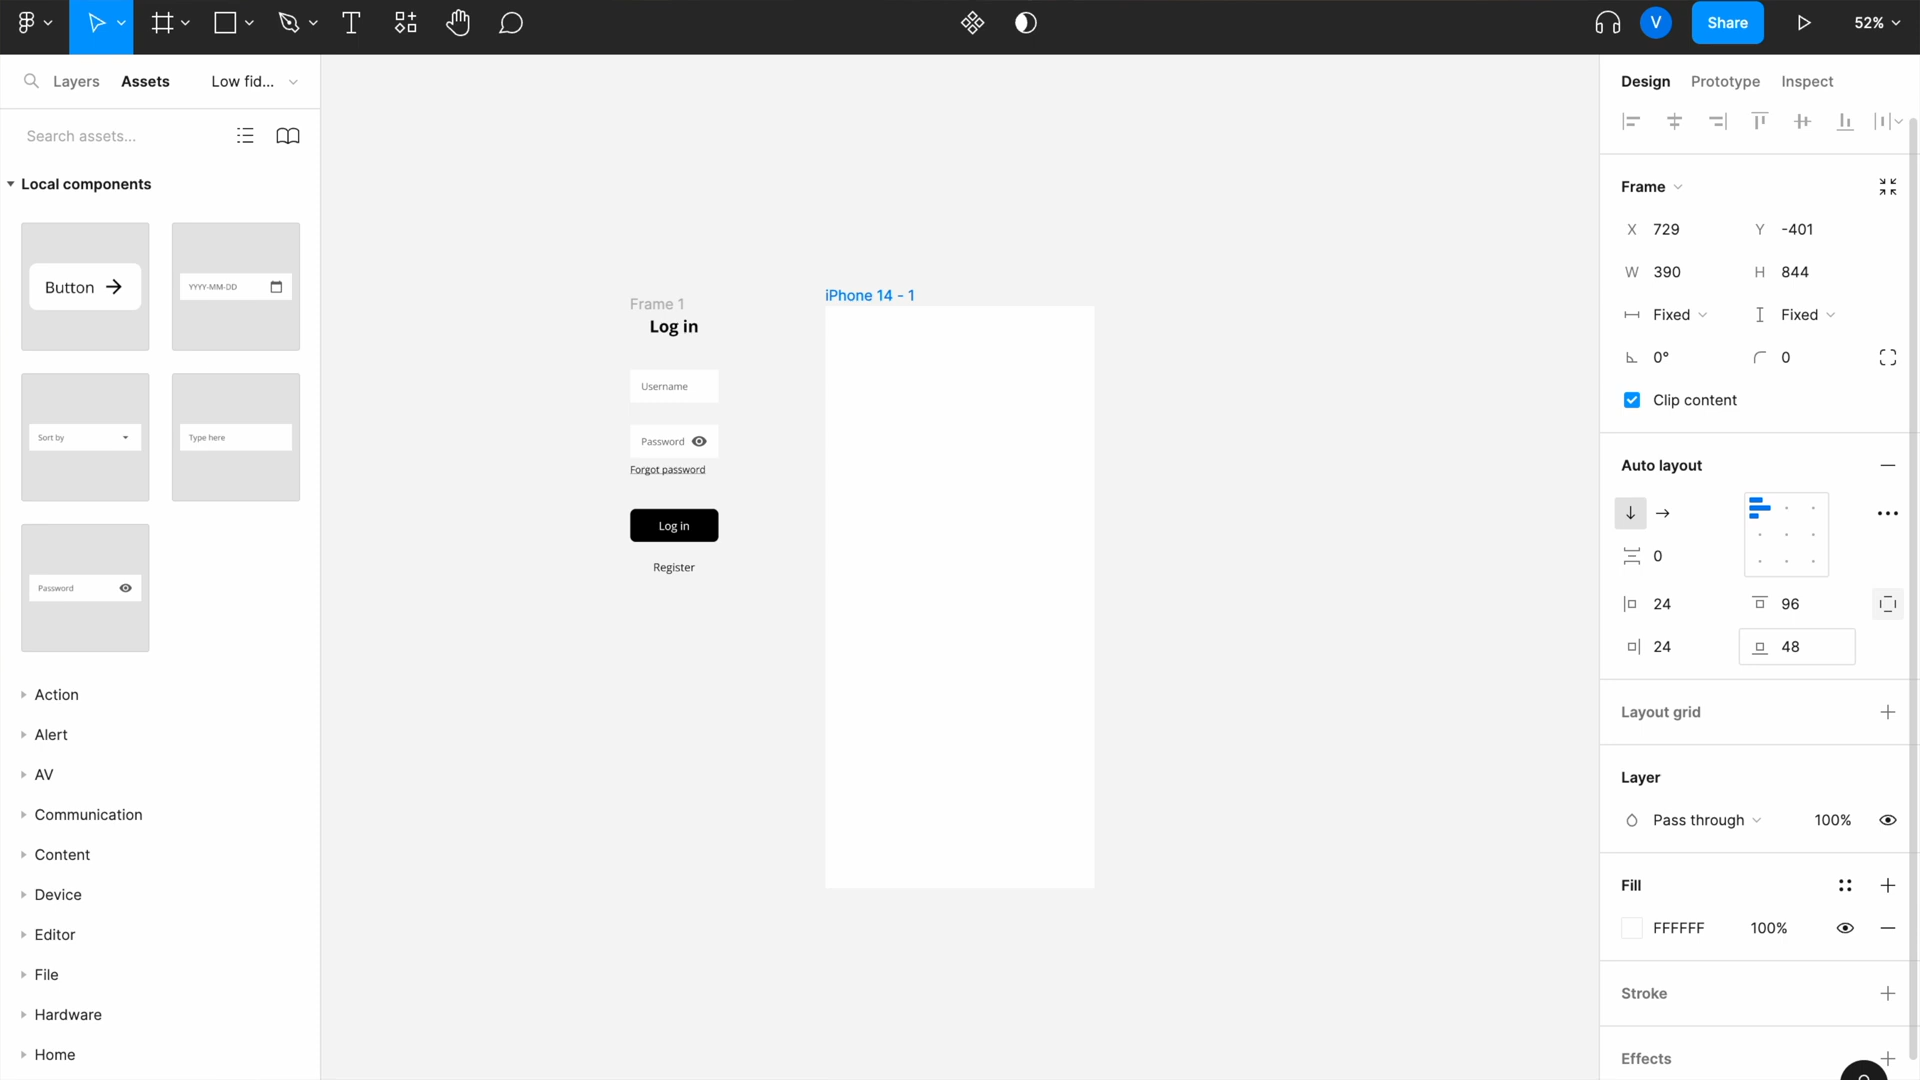 V
Share
52%
Layers
Assets
Low fid...
Search assets...
Local components
Button
YYYY-MM-DD
Sort by
Type here
Password
Action
Alert
AV
Communication
Content
Device
Editor
File
Hardware
Home
Frame 1
Log in
Username
Password
Forgot password
Log in
Register
iPhone 14 - 1
Design
Prototype
Inspect
Frame
X 729
Y -401
W 390
H 844
Fixed
Fixed
0°
0
Clip content
Auto layout
0
24
96
24
48
Layout grid
Layer
Pass through
100%
Fill
FFFFFF
100%
Stroke
Effects